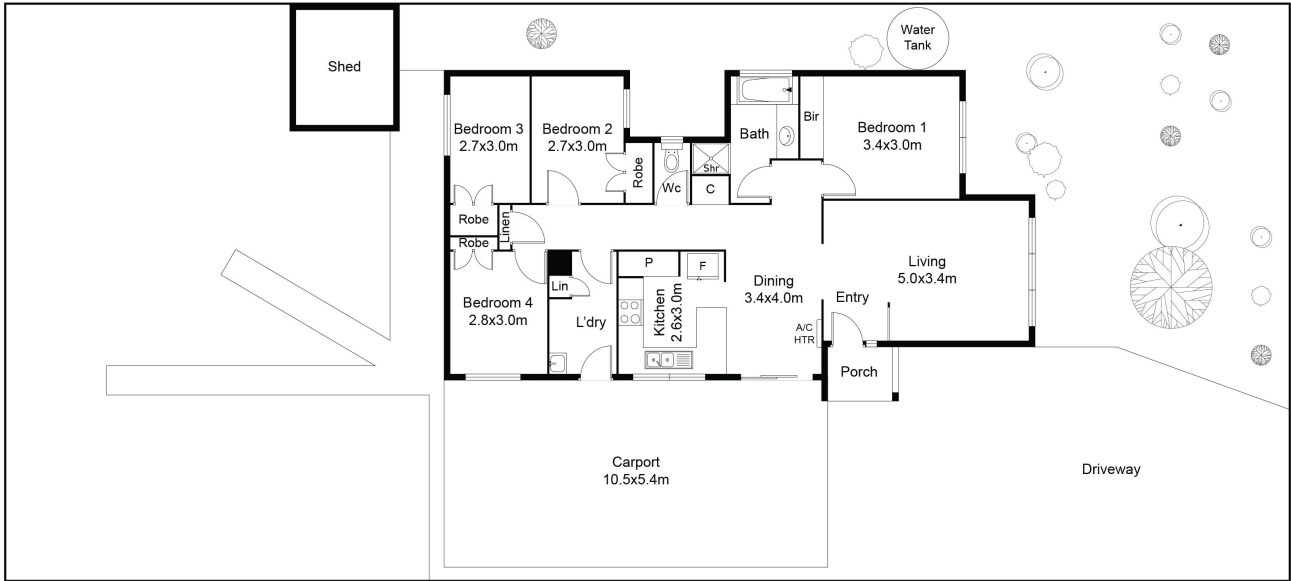 Water
Tank
Shed
Bedroom 3
2.7x3.0m
Bedroom 2
2.7x3.0m
Robe
Wc
Shr
C
Bath
Bir
Bedroom 1
3.4x3.0m
Robe
Linen
Robe
Bedroom 4
2.8x3.0m
Lin
L'dry
P
F
Kitchen
2.6x3.0m
Dining
3.4x4.0m
A/C
HTR
Entry
Living
5.0x3.4m
Porch
Carport
10.5x5.4m
Driveway